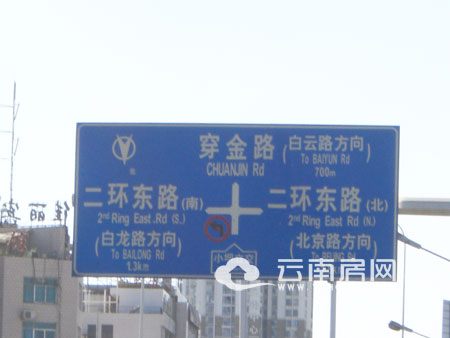 穿金路
CHUANJIN Rd
(白云路方向)
To BAIYUN Rd
700m
二环东路(南)
2nd Ring East .Rd (S.)
二环东路(北)
2nd Ring East Rd (N.)
(白龙路方向)
To BAILONG Rd
1.3km
(北京路方向)
云南房网